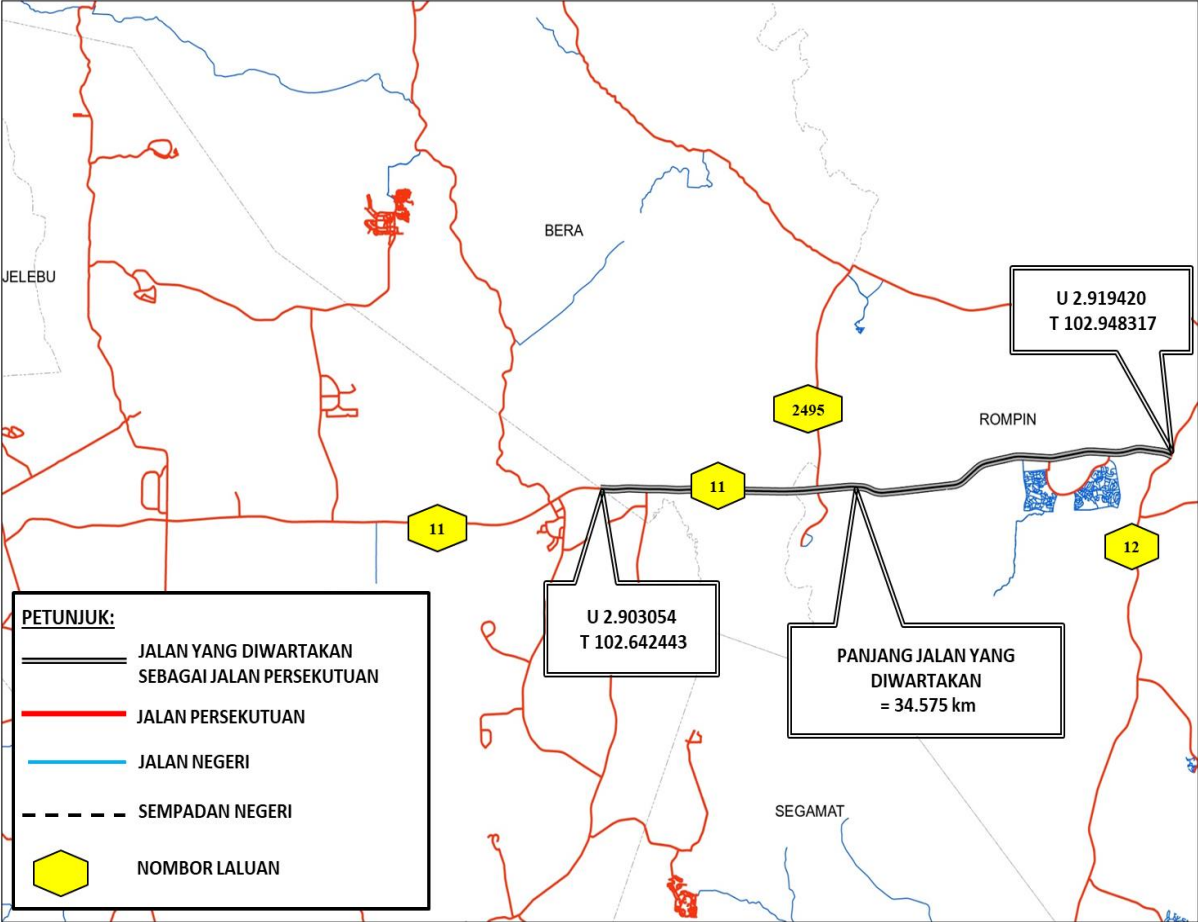 BERA
JELEBU
U 2.919420
T 102.948317
2495
ROMPIN
11
11
12
U 2.903054
T 102.642443
PANJANG JALAN YANG
DIWARTAKAN
= 34.575 km
SEGAMAT
PETUNJUK:
JALAN YANG DIWARTAKAN
SEBAGAI JALAN PERSEKUTUAN
JALAN PERSEKUTUAN
JALAN NEGERI
SEMPADAN NEGERI
NOMBOR LALUAN